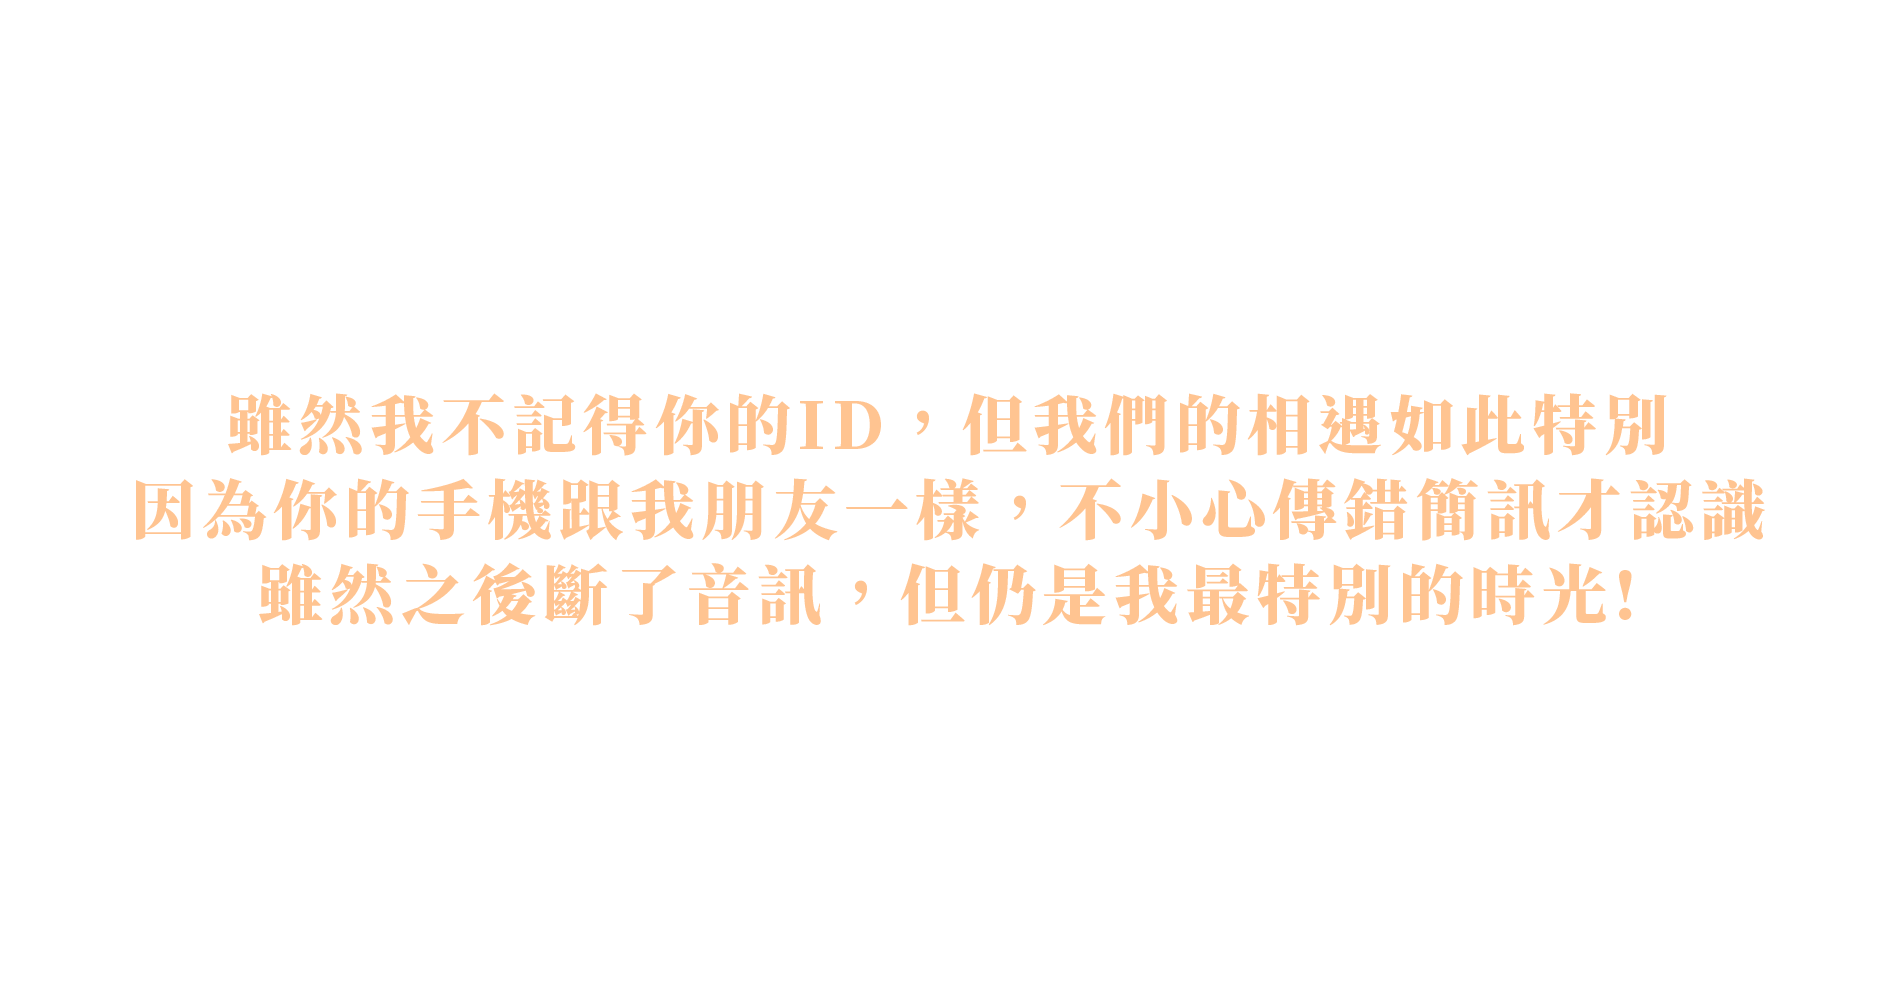 雖然我不記得你的ID，但我們的相遇如此特別
因為你的手機跟我朋友一樣，不小心傳錯簡訊才認識
雖然之後斷了音訊，但仍是我最特別的時光!